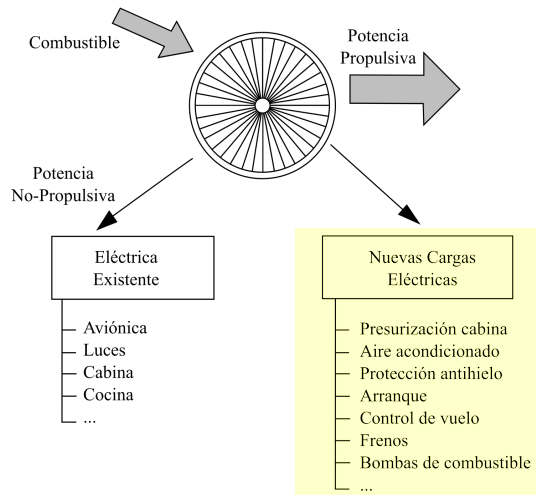 Combustible
Potencia
Propulsiva
Potencia
No-Propulsiva
Eléctrica
Existente
Aviónica
Luces
Cabina
Cocina
...
Nuevas Cargas
Eléctricas
Presurización cabina
Aire acondicionado
Protección antihielo
Arranque
Control de vuelo
Frenos
Bombas de combustible
...